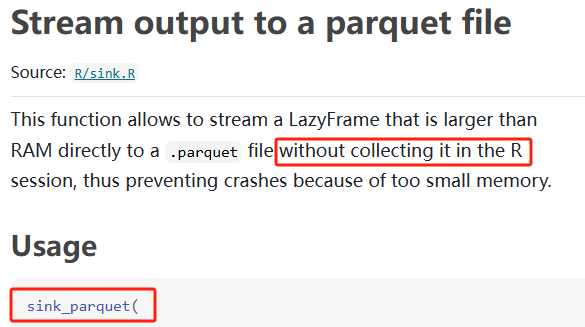 Stream output to a parquet file
Source: R/sink.R
This function allows to stream a LazyFrame that is larger than
RAM directly to a .parquet file without collecting it in the R
session, thus preventing crashes because of too small memory.
Usage
sink_parquet(